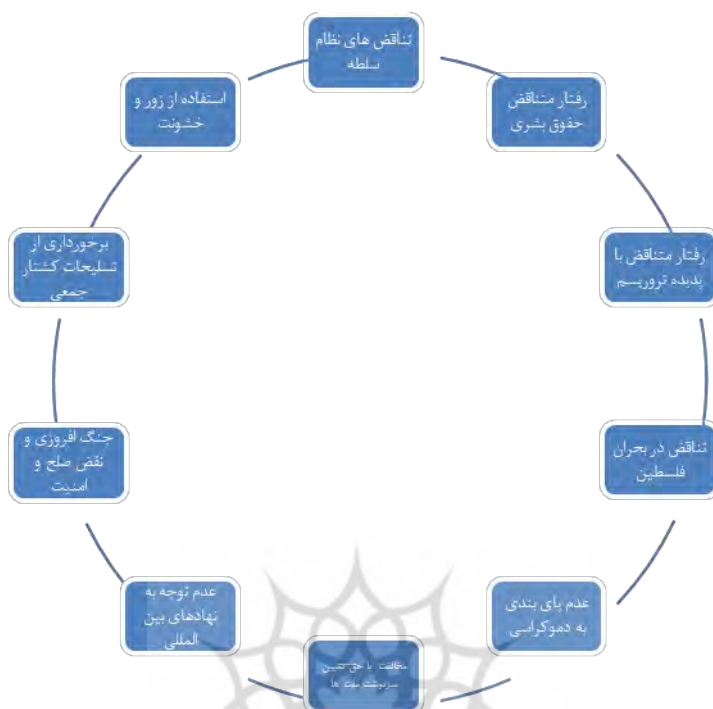 تناقض های نظام
سلطه
رفتار متناقض
حقوق بشری
رفتار متناقض با
پدیده تروریسم
تناقض در بحران
فلسطین
عدم پای بندی
به دموکراسی
مخالفت با حق تعیین
سرنوشت ملت ها
عدم توجه به
نهادهای بین
المللی
جنگ افروزی و
نقض صلح و
امنیت
برخورداری از
تسلیحات کشتار
جمعی
استفاده از زور و
خشونت